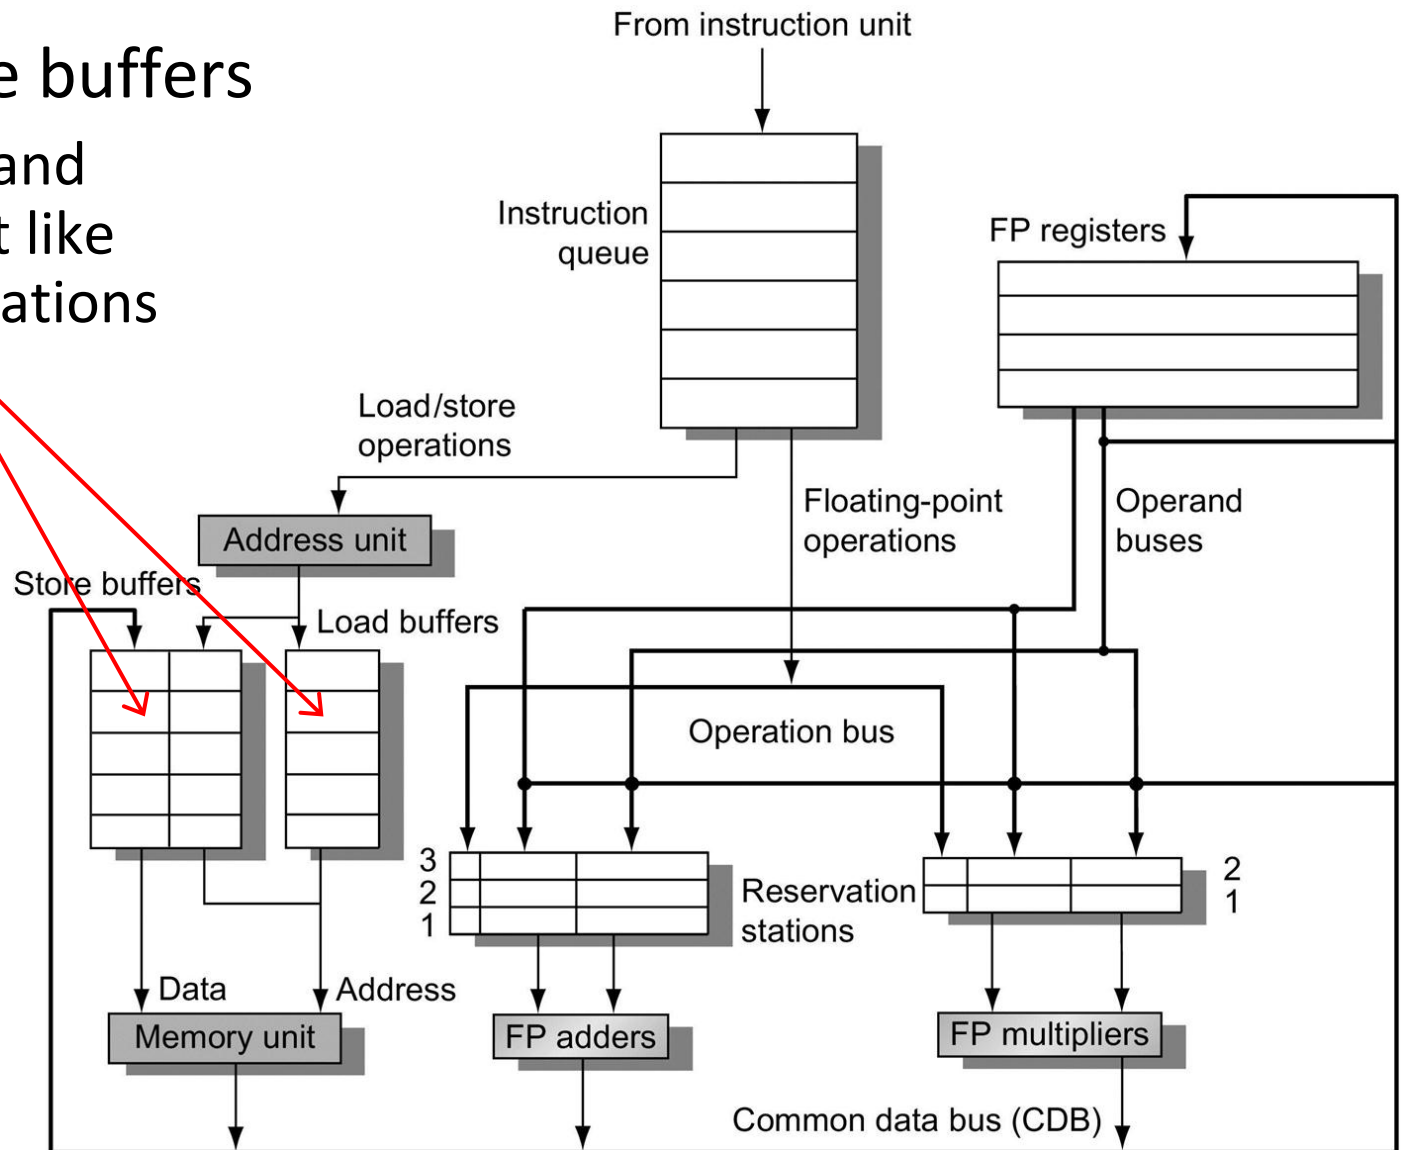 e buffers
and
t like
ations
From instruction unit
Instruction
queue
FP registers
Load/store
operations
Address unit
Floating-point
operations
Operand
buses
Store buffers
Load buffers
Operation bus
3
2
1
Reservation
stations
2
1
Data
Address
Memory unit
FP adders
FP multipliers
Common data bus (CDB)